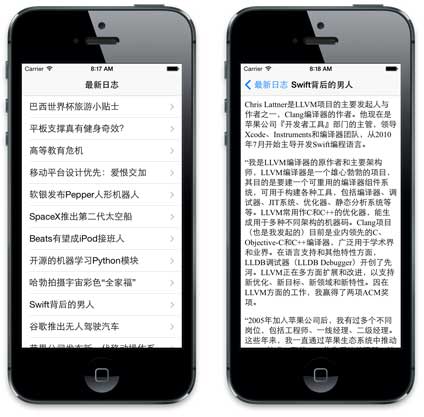 Carrier 8:17 AM
最新日志
巴西世界杯旅游小贴士
平板支撑真有健身奇效?
高等教育危机
移动平台设计优先：爱恨交加
软银发布Pepper人形机器人
SpaceX推出第二代太空船
Beats有望成iPod接班人
开源的机器学习Python模块
哈勃拍摄宇宙彩色“全家福”
Swift背后的男人
谷歌推出无人驾驶汽车
Carrier 8:18 AM
最新日志 Swift背后的男人
Chris Lattner是LLVM项目的主要发起人与
作者之一，Clang编译器的作者。他现在是
苹果公司『开发者工具』部门的主管，领导
Xcode、Instruments和编译器团队，从2010
年7月开始主导开发Swift编程语言。
“我是LLVM编译器的原作者和主要架构
师，LLVM编译器是一个雄心勃勃的项目，
其目的是要建一个可重用的编译器组件系
统，可用于构建各种工具，包括编译器、调
试器、JIT系统、优化器、静态分析系统等
等。LLVM常用作C和C++的优化器，能生
成用于多种不同架构的机器码。Clang项目
（也是我发起的）目前是业内领先的C、
Objective-C和C++编译器，广泛用于学术界
和业界。在语言支持和其他特性方面，
LLDB调试器（LLDB Debugger）开创了先
河。LLVM正在多方面扩展和改进，以支持
新优化、新目标、新领域和新特性。因在
LLVM方面的工作，我赢得了两项ACM奖
项。
“2005年加入苹果公司后，我有过多个不同
岗位，包括工程师、一线经理、二级经理。
这些年来，我一直通过苹果生态系统中推动